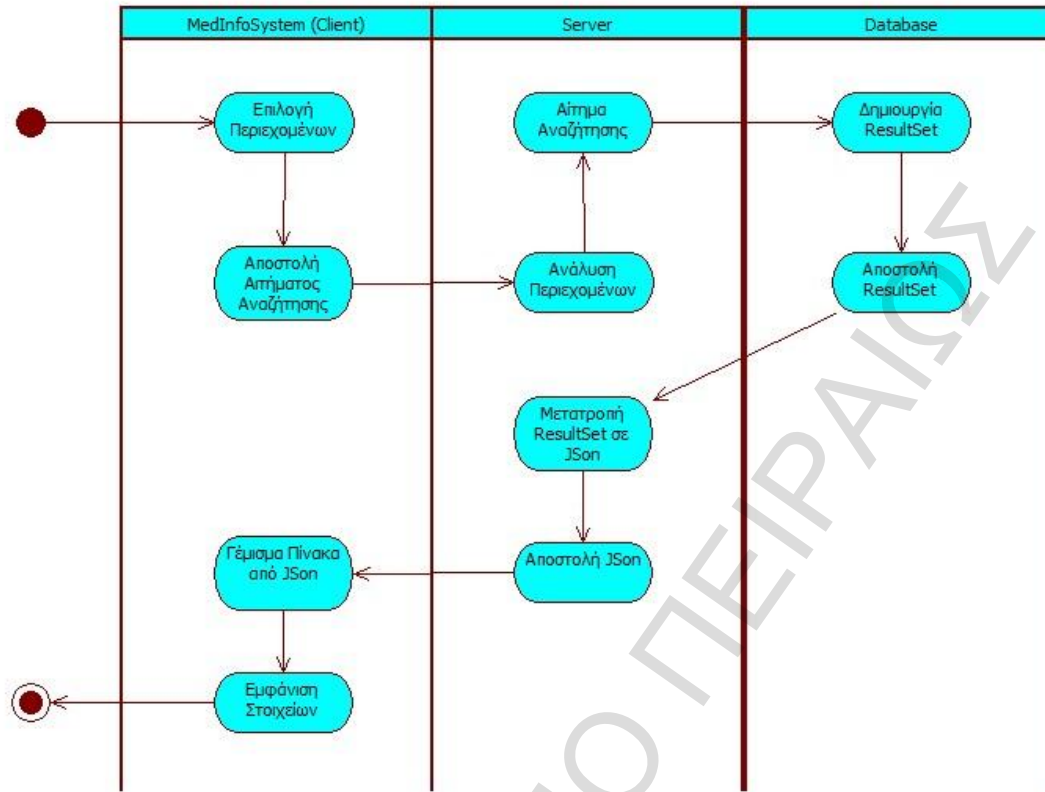 MedInfoSystem (Client)
Server
Database
Επιλογή
Περιεχομένων
Αίτημα
Αναζήτησης
Δημιουργία
ResultSet
Αποστολή
Αιτήματος
Αναζήτησης
Ανάλυση
Περιεχομένων
Αποστολή
ResultSet
Μετατροπή
ResultSet σε
JSon
Γέμισμα Πίνακα
από JSon
Αποστολή JSon
Εμφάνιση
Στοιχείων
Ο ΠΕΙΡΑΙΩΣ